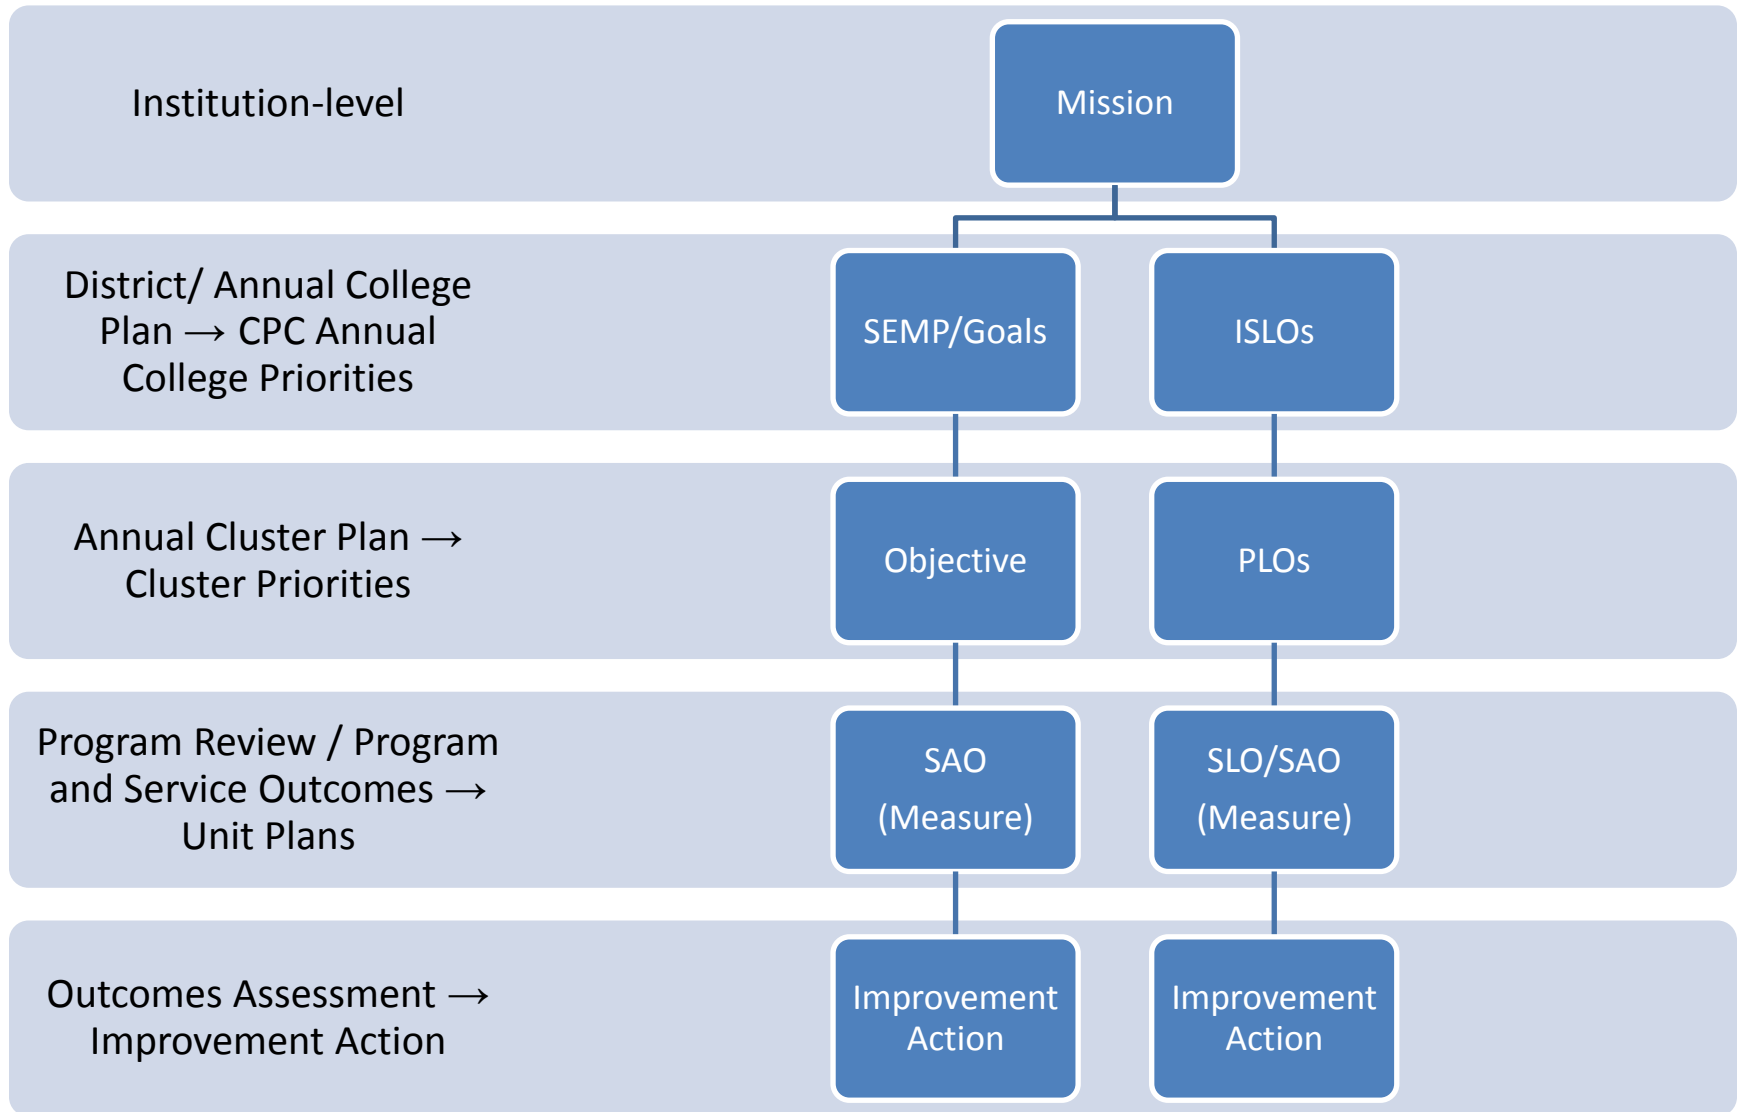 Institution-level
Mission
District/ Annual College
Plan → CPC Annual
College Priorities
SEMP/Goals
ISLOs
Annual Cluster Plan →
Cluster Priorities
Objective
PLOs
Program Review / Program
and Service Outcomes →
Unit Plans
SAO
(Measure)
SLO/SAO
(Measure)
Outcomes Assessment →
Improvement Action
Improvement
Action
Improvement
Action